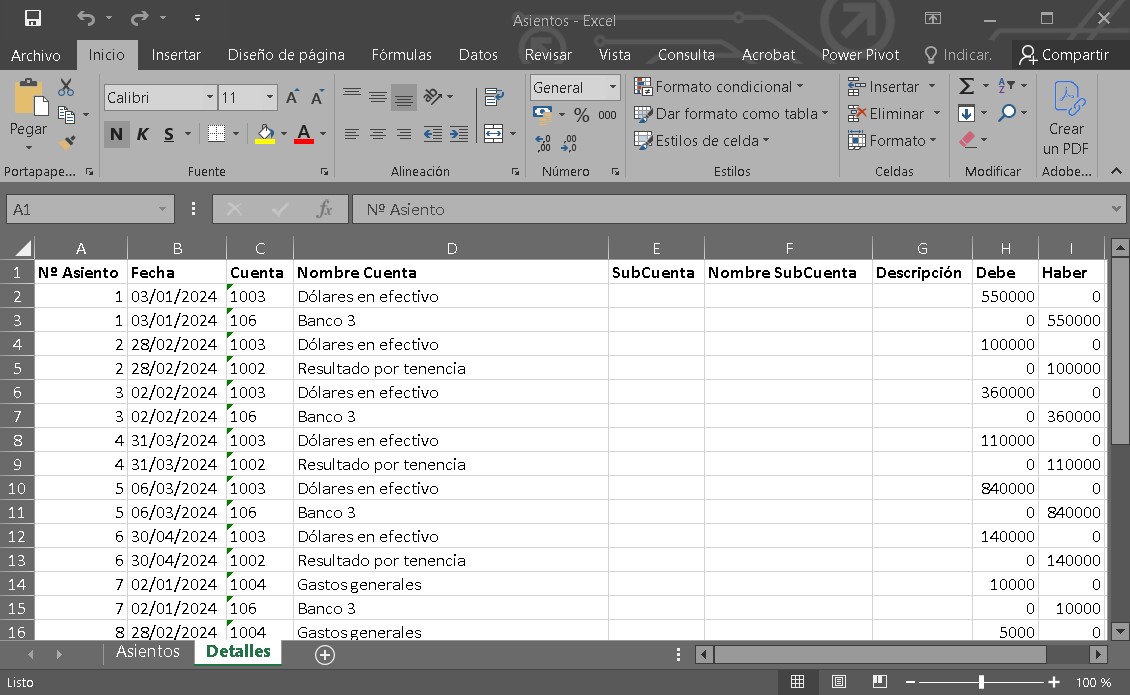 Asientos - Excel
Archivo Inicio Insertar Diseño de página Fórmulas Datos Revisar Vista Consulta Acrobat Power Pivot Indicar. Compartir
Pegar
Portapape...
Calibri 11
N K S A
Fuente
Alineación
General
% 000
Número
Formato condicional
Dar formato como tabla
Estilos de celda
Estilos
Insertar
Eliminar
Formato
Celdas
Modificar
Crear
un PDF
Adobe...
A1 fx Nº Asiento
A B C D E F G H I
1 Nº Asiento Fecha Cuenta Nombre Cuenta SubCuenta Nombre SubCuenta Descripción Debe Haber
2 1 03/01/2024 1003 Dólares en efectivo 550000 0
3 1 03/01/2024 106 Banco 3 0 550000
4 2 28/02/2024 1003 Dólares en efectivo 100000 0
5 2 28/02/2024 1002 Resultado por tenencia 0 100000
6 3 02/02/2024 1003 Dólares en efectivo 360000 0
7 3 02/02/2024 106 Banco 3 0 360000
8 4 31/03/2024 1003 Dólares en efectivo 110000 0
9 4 31/03/2024 1002 Resultado por tenencia 0 110000
10 5 06/03/2024 1003 Dólares en efectivo 840000 0
11 5 06/03/2024 106 Banco 3 0 840000
12 6 30/04/2024 1003 Dólares en efectivo 140000 0
13 6 30/04/2024 1002 Resultado por tenencia 0 140000
14 7 02/01/2024 1004 Gastos generales 10000 0
15 7 02/01/2024 106 Banco 3 0 10000
16 8 28/02/2024 1004 Gastos generales 5000 0
Asientos Detalles
Listo 100 %